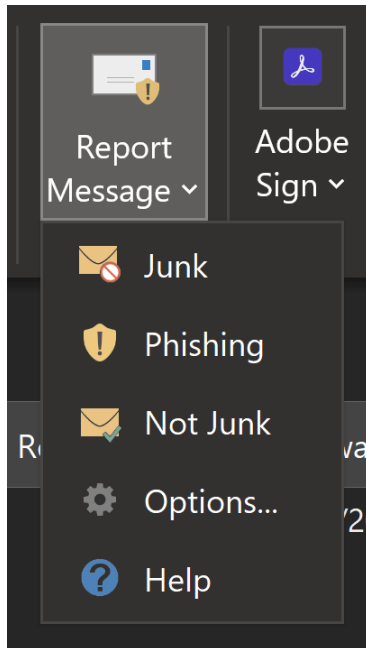 Report
Message
Adobe
Sign
Junk
Phishing
Not Junk
Options...
Help